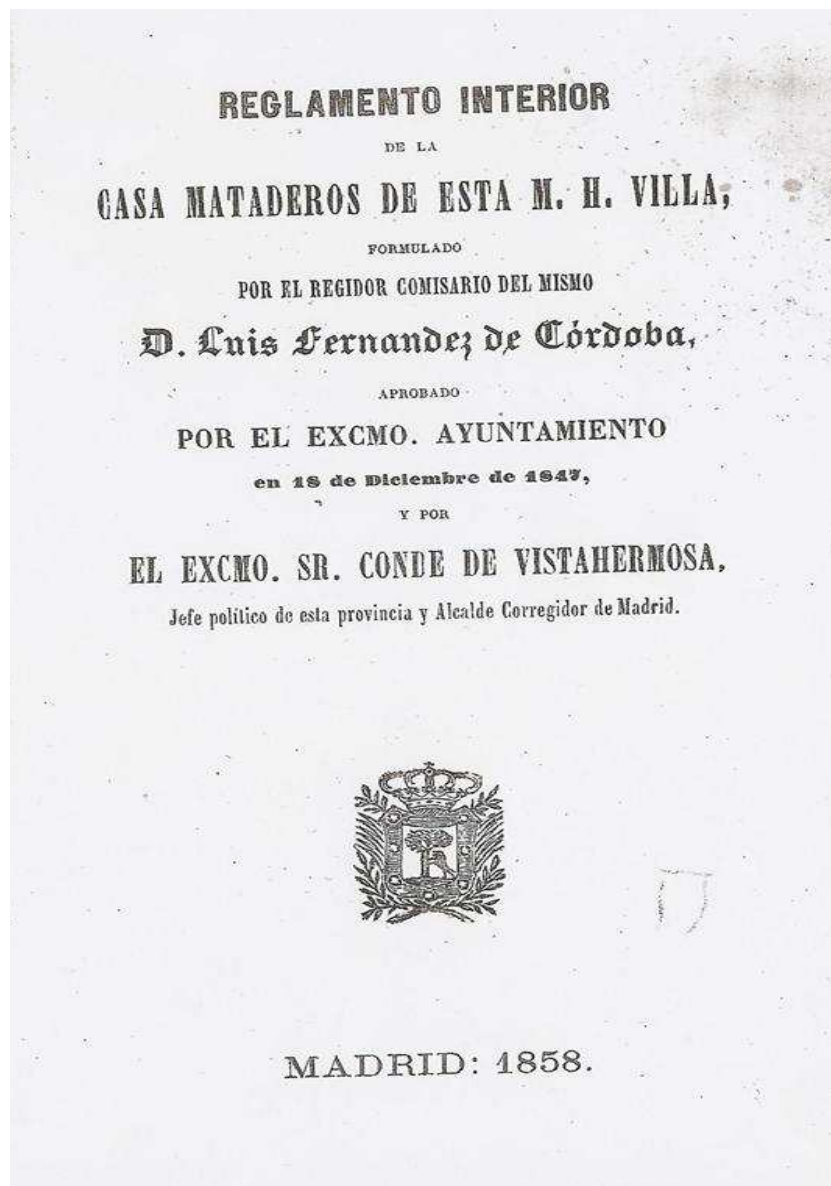 REGLAMENTO INTERIOR
DE LA
CASA MATADEROS DE ESTA M. H. VILLA,
FORMULADO
POR EL REGIDOR COMISARIO DEL MISMO
D. Luis Fernandez de Córdoba,
APROBADO
POR EL EXCMO. AYUNTAMIENTO
en 18 de Diciembre de 1847,
Y POR
EL EXCMO. SR. CONDE DE VISTAHERMOSA,
Jefe político de esta provincia y Alcalde Corregidor de Madrid.
MADRID: 1858.